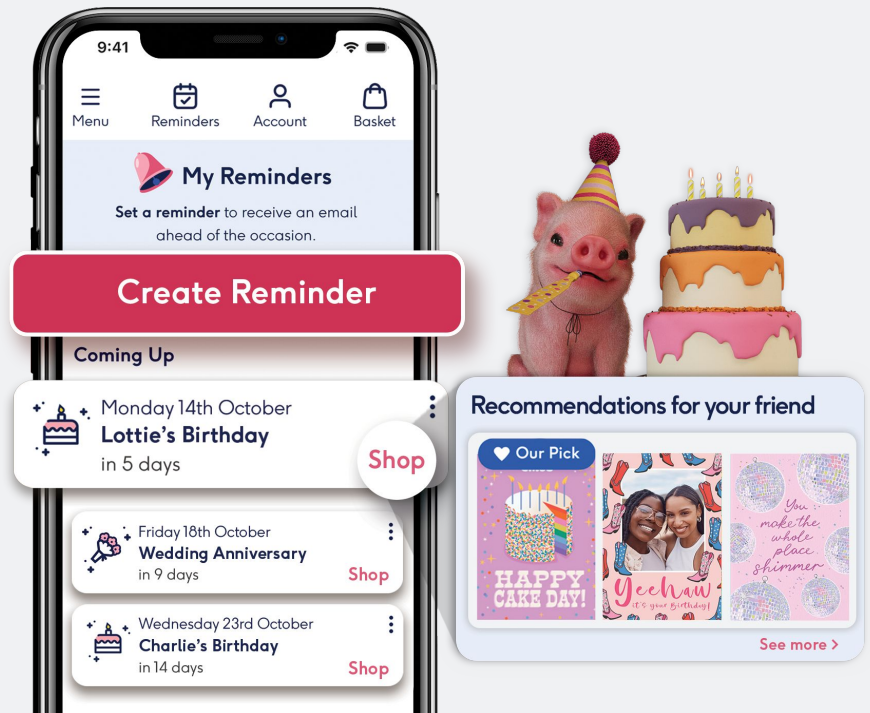 9:41
Menu
Reminders
Account
Basket
My Reminders
Set a reminder to receive an email
ahead of the occasion.
Create Reminder
Coming Up
Monday 14th October
Lottie's Birthday
in 5 days
Shop
Friday 18th October
Wedding Anniversary
in 9 days
Shop
Wednesday 23rd October
Charlie's Birthday
in 14 days
Shop
Recommendations for your friend
Our Pick
HAPPY
CAKE DAY!
Yeehaw
it's your Birthday!
You
make the
whole
place
shimmer
See more >